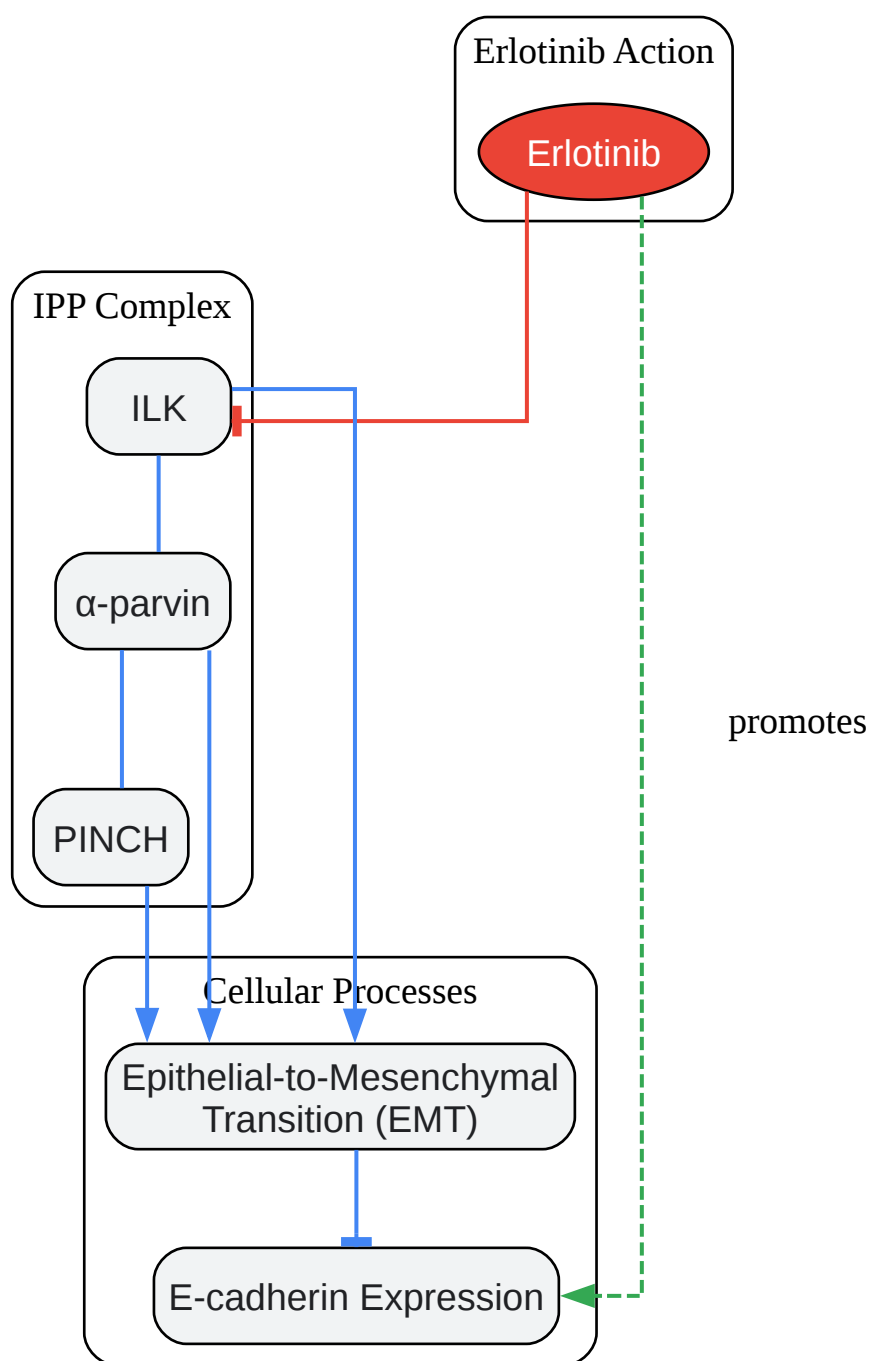 Erlotinib Action
Erlotinib
IPP Complex
ILK
α-parvin
promotes
PINCH
Cellular Processes
Epithelial-to-Mesenchymal
Transition (EMT)
E-cadherin Expression